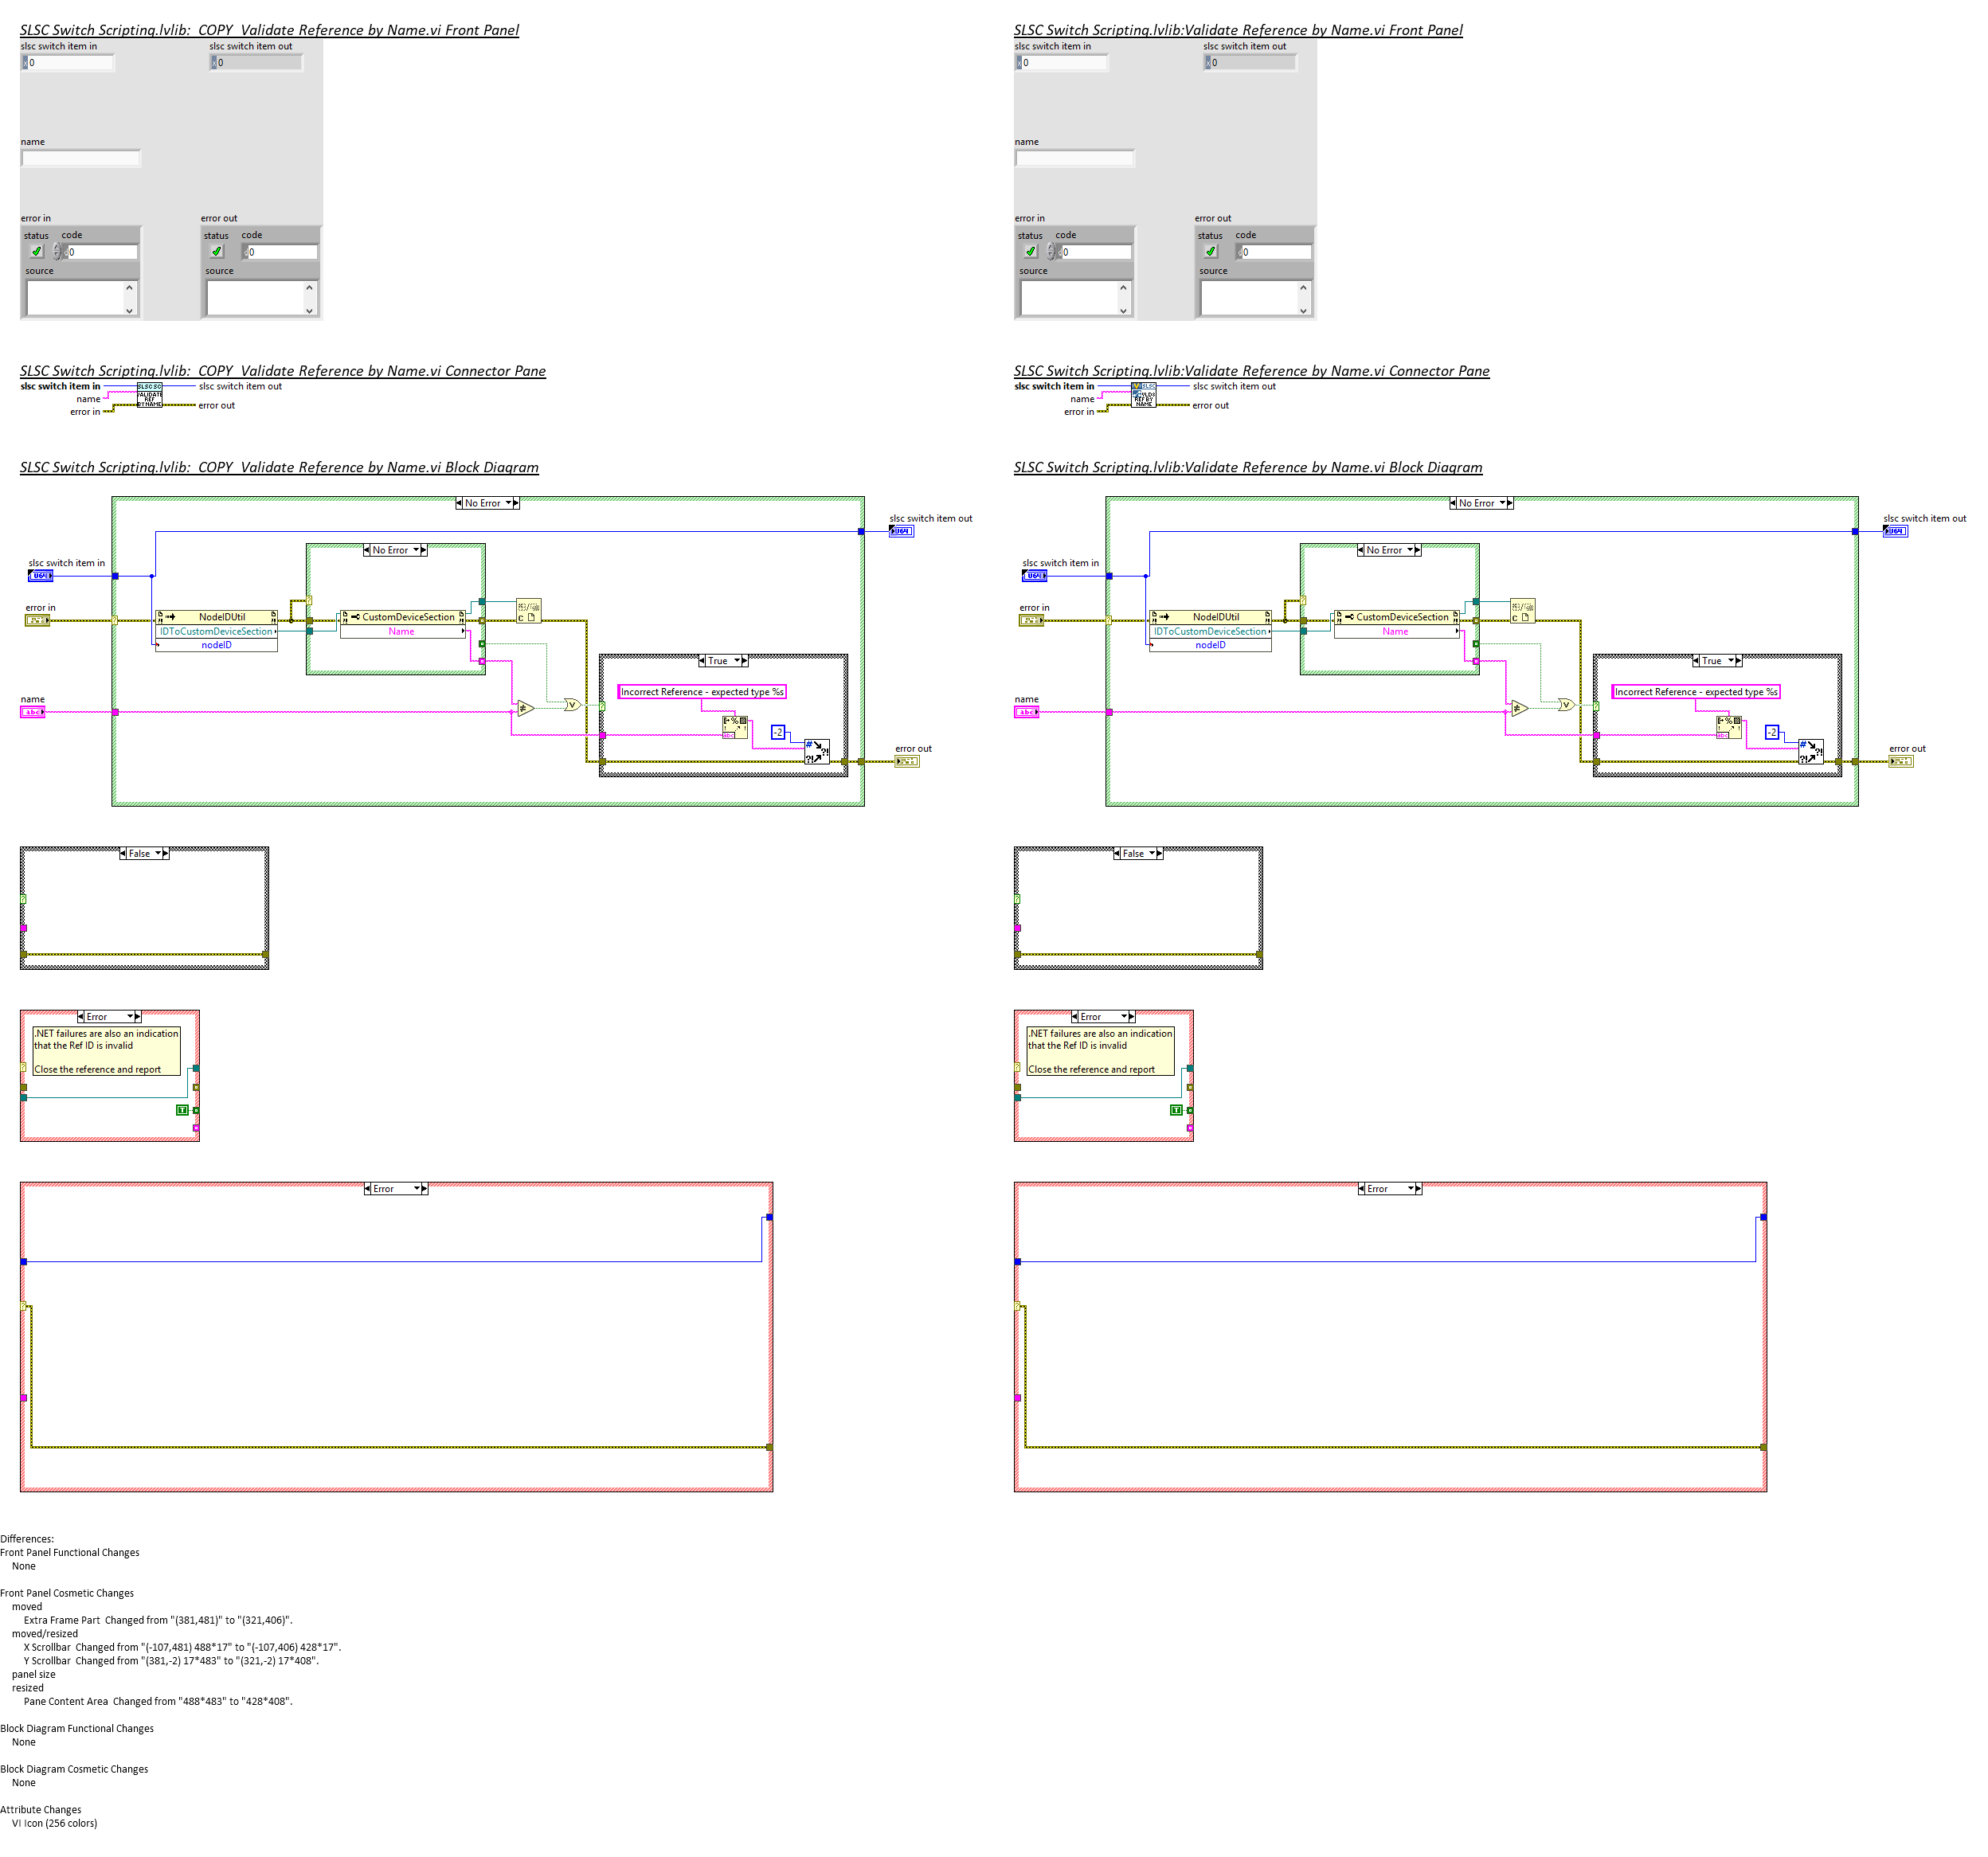 SLSC Switch Scripting.lvlib:  COPY  Validate Reference by Name.vi Front Panel
slsc switch item in
slsc switch item out
0
0
name
error in
error out
status
code
0
source
status
code
0
source
SLSC Switch Scripting.lvlib:  COPY  Validate Reference by Name.vi Connector Pane
slsc switch item in
slsc switch item out
name
error in
error out
VALIDATE
REF
BY NAME
SLSC Switch Scripting.lvlib:  COPY  Validate Reference by Name.vi Block Diagram
No Error
slsc switch item out
U64
No Error
slsc switch item in
U64
error in
NodeIDUtil
IDToCustomDeviceSection
nodeID
CustomDeviceSection
Name
C
True
Incorrect Reference - expected type %s
name
abc
-2
error out
False
Error
.NET failures are also an indication
that the Ref ID is invalid
Close the reference and report
T
Error
SLSC Switch Scripting.lvlib:Validate Reference by Name.vi Front Panel
slsc switch item in
slsc switch item out
0
0
name
error in
error out
status
code
0
source
status
code
0
source
SLSC Switch Scripting.lvlib:Validate Reference by Name.vi Connector Pane
slsc switch item in
slsc switch item out
name
error in
error out
REF BY
NAME
SLSC Switch Scripting.lvlib:Validate Reference by Name.vi Block Diagram
No Error
slsc switch item out
U64
No Error
slsc switch item in
U64
error in
NodeIDUtil
IDToCustomDeviceSection
nodeID
CustomDeviceSection
Name
C
True
Incorrect Reference - expected type %s
name
abc
-2
error out
False
Error
.NET failures are also an indication
that the Ref ID is invalid
Close the reference and report
T
Error
Differences:
Front Panel Functional Changes
None
Front Panel Cosmetic Changes
moved
Extra Frame Part  Changed from "(381,481)" to "(321,406)".
moved/resized
X Scrollbar  Changed from "(-107,481) 488*17" to "(-107,406) 428*17".
Y Scrollbar  Changed from "(381,-2) 17*483" to "(321,-2) 17*408".
panel size
resized
Pane Content Area  Changed from "488*483" to "428*408".
Block Diagram Functional Changes
None
Block Diagram Cosmetic Changes
None
Attribute Changes
VI Icon (256 colors)